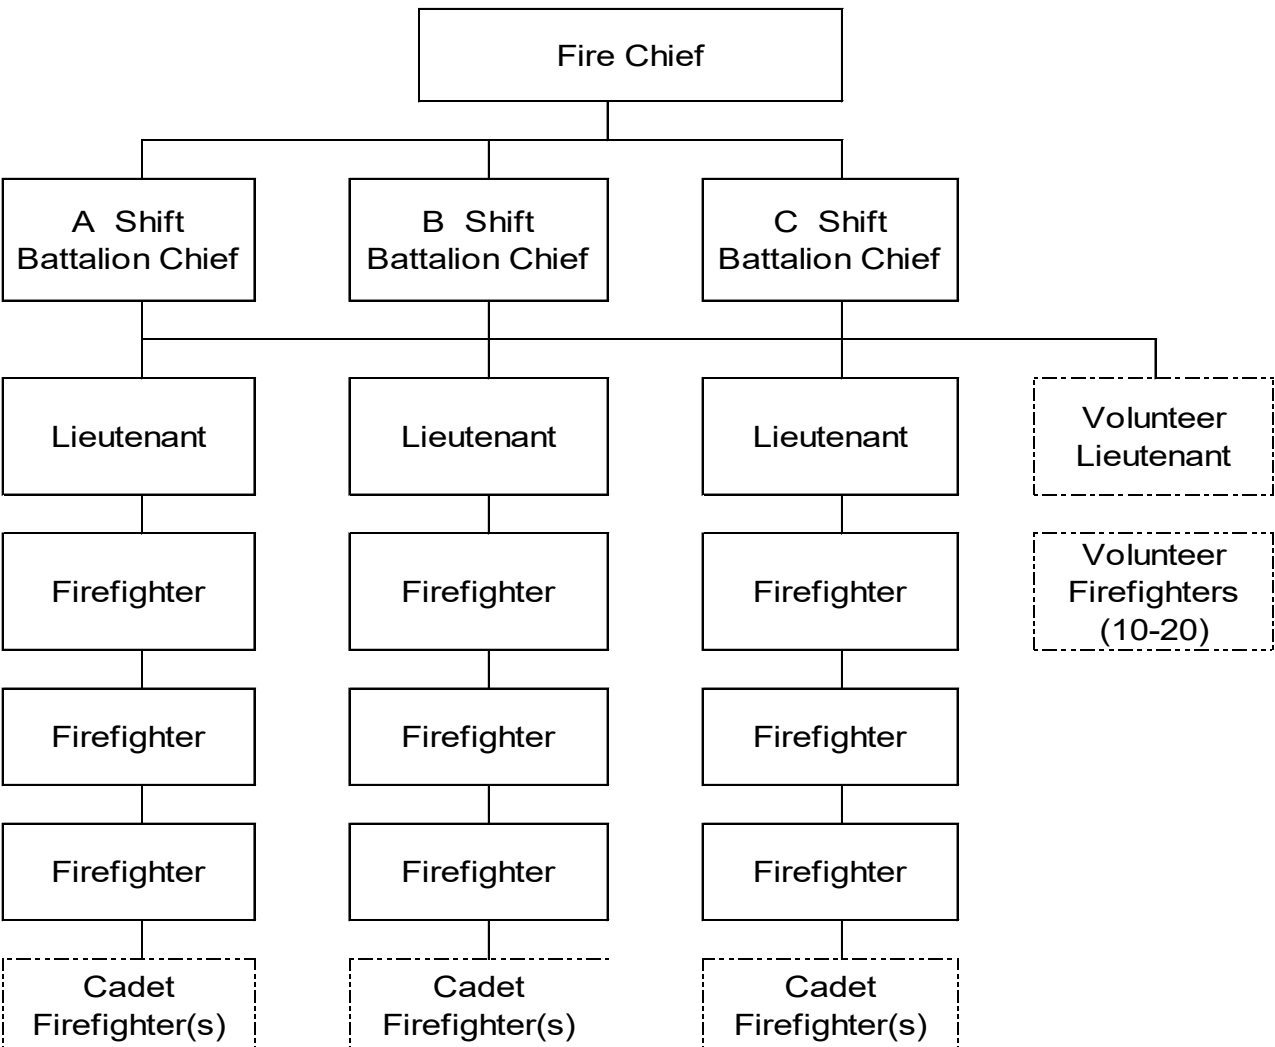 Fire Chief
A Shift
Battalion Chief
B Shift
Battalion Chief
C Shift
Battalion Chief
Lieutenant
Lieutenant
Lieutenant
Volunteer
Lieutenant
Firefighter
Firefighter
Firefighter
Volunteer
Firefighters
(10-20)
Firefighter
Firefighter
Firefighter
Firefighter
Firefighter
Firefighter
Cadet
Firefighter(s)
Cadet
Firefighter(s)
Cadet
Firefighter(s)